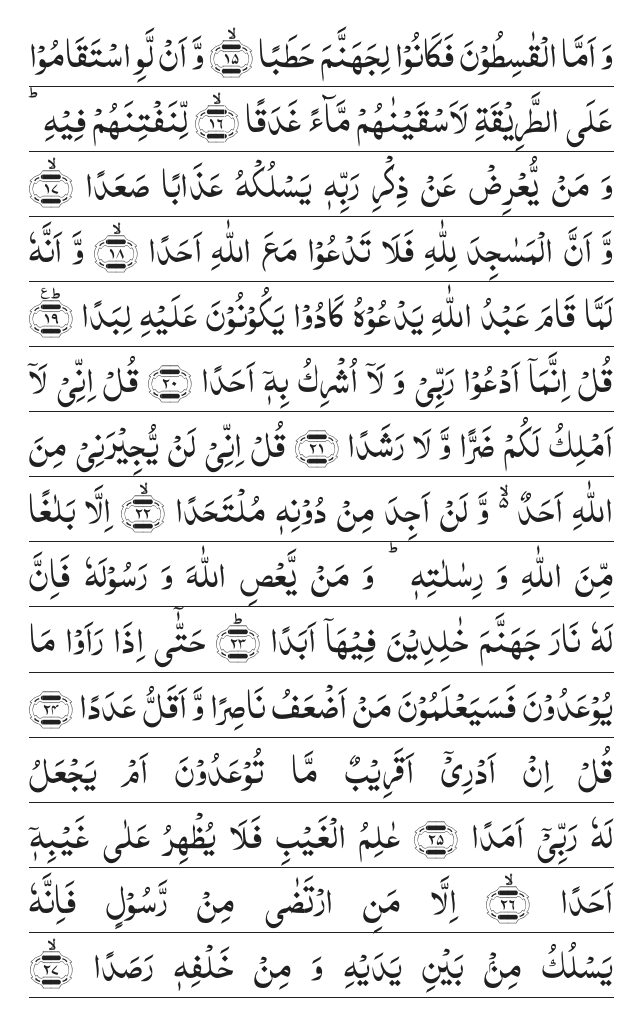 وَ اَمَّا الْقٰسِطُوْنَ فَكَانُوْا لِجَهَنَّمَ حَطَبًا ۙ‏﴿۱۵﴾ وَّ اَنْ لَّوِ اسْتَقَامُوْا
عَلَى الطَّرِيْقَةِ لَاَسْقَيْنٰهُمْ مَّآءً غَدَقًا ۙ‏﴿۱۶﴾ لِّنَفْتِنَهُمْ فِيْهِ ؕ
وَ مَنْ يُّعْرِضْ عَنْ ذِكْرِ رَبِّهٖ يَسْلُكْهُ عَذَابًا صَعَدًا ۙ‏﴿۱۷﴾
وَّ اَنَّ الْمَسٰجِدَ لِلّٰهِ فَلَا تَدْعُوْا مَعَ اللّٰهِ اَحَدًا ۙ‏﴿۱۸﴾ وَّ اَنَّهٗ
لَمَّا قَامَ عَبْدُ اللّٰهِ يَدْعُوْهُ كَادُوْا يَكُوْنُوْنَ عَلَيْهِ لِبَدًا ؕ‏﴿۱۹﴾
قُلْ اِنَّمَاۤ اَدْعُوْا رَبِّيْ وَ لَاۤ اُشْرِكُ بِهٖۤ اَحَدًا ﴿۲۰﴾ قُلْ اِنِّيْ لَاۤ
اَمْلِكُ لَكُمْ ضَرًّا وَّ لَا رَشَدًا ﴿۲۱﴾ قُلْ اِنِّيْ لَنْ يُّجِيْرَنِيْ مِنَ
اللّٰهِ اَحَدٌ ۙ۬ وَّ لَنْ اَجِدَ مِنْ دُوْنِهٖ مُلْتَحَدًا ۙ‏﴿۲۲﴾ اِلَّا بَلٰغًا
مِّنَ اللّٰهِ وَ رِسٰلٰتِهٖ ؕ وَ مَنْ يَّعْصِ اللّٰهَ وَ رَسُوْلَهٗ فَاِنَّ
لَهٗ نَارَ جَهَنَّمَ خٰلِدِيْنَ فِيْهَاۤ اَبَدًا ؕ‏﴿۲۳﴾ حَتّٰۤى اِذَا رَاَوْا مَا
يُوْعَدُوْنَ فَسَيَعْلَمُوْنَ مَنْ اَضْعَفُ نَاصِرًا وَّ اَقَلُّ عَدَدًا ﴿۲۴﴾
قُلْ اِنْ اَدْرِيْۤ اَقَرِيْبٌ مَّا تُوْعَدُوْنَ اَمْ يَجْعَلُ
لَهٗ رَبِّيْۤ اَمَدًا ﴿۲۵﴾ عٰلِمُ الْغَيْبِ فَلَا يُظْهِرُ عَلٰى غَيْبِهٖۤ
اَحَدًا ۙ‏﴿۲۶﴾ اِلَّا مَنِ ارْتَضٰى مِنْ رَّسُوْلٍ فَاِنَّهٗ
يَسْلُكُ مِنْۢ بَيْنِ يَدَيْهِ وَ مِنْ خَلْفِهٖ رَصَدًا ۙ‏﴿۲۷﴾